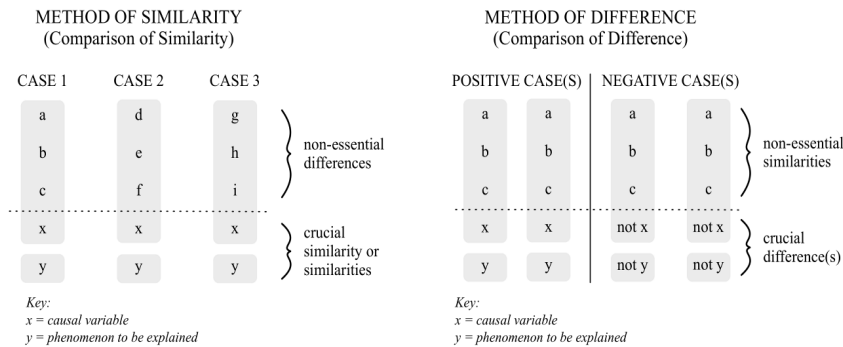 METHOD OF SIMILARITY
(Comparison of Similarity)
CASE 1 CASE 2 CASE 3
a d g
b e h
c f i
non-essential
differences
x x x
y y y
crucial
similarity or
similarities
Key:
x = causal variable
y = phenomenon to be explained
METHOD OF DIFFERENCE
(Comparison of Difference)
POSITIVE CASE(S) NEGATIVE CASE(S)
a a a a
b b b b
c c c c
non-essential
similarities
x x not x not x
y y not y not y
crucial
difference(s)
Key:
x = causal variable
y = phenomenon to be explained